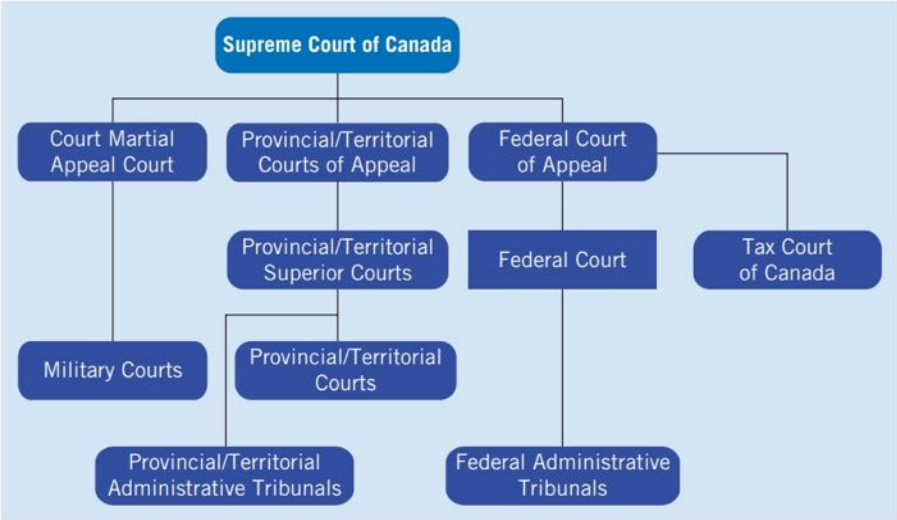 Supreme Court of Canada
Court Martial
Appeal Court
Provincial/Territorial
Courts of Appeal
Federal Court
of Appeal
Provincial/Territorial
Superior Courts
Federal Court
Tax Court
of Canada
Military Courts
Provincial/Territorial
Courts
Provincial/Territorial
Administrative Tribunals
Federal Administrative
Tribunals